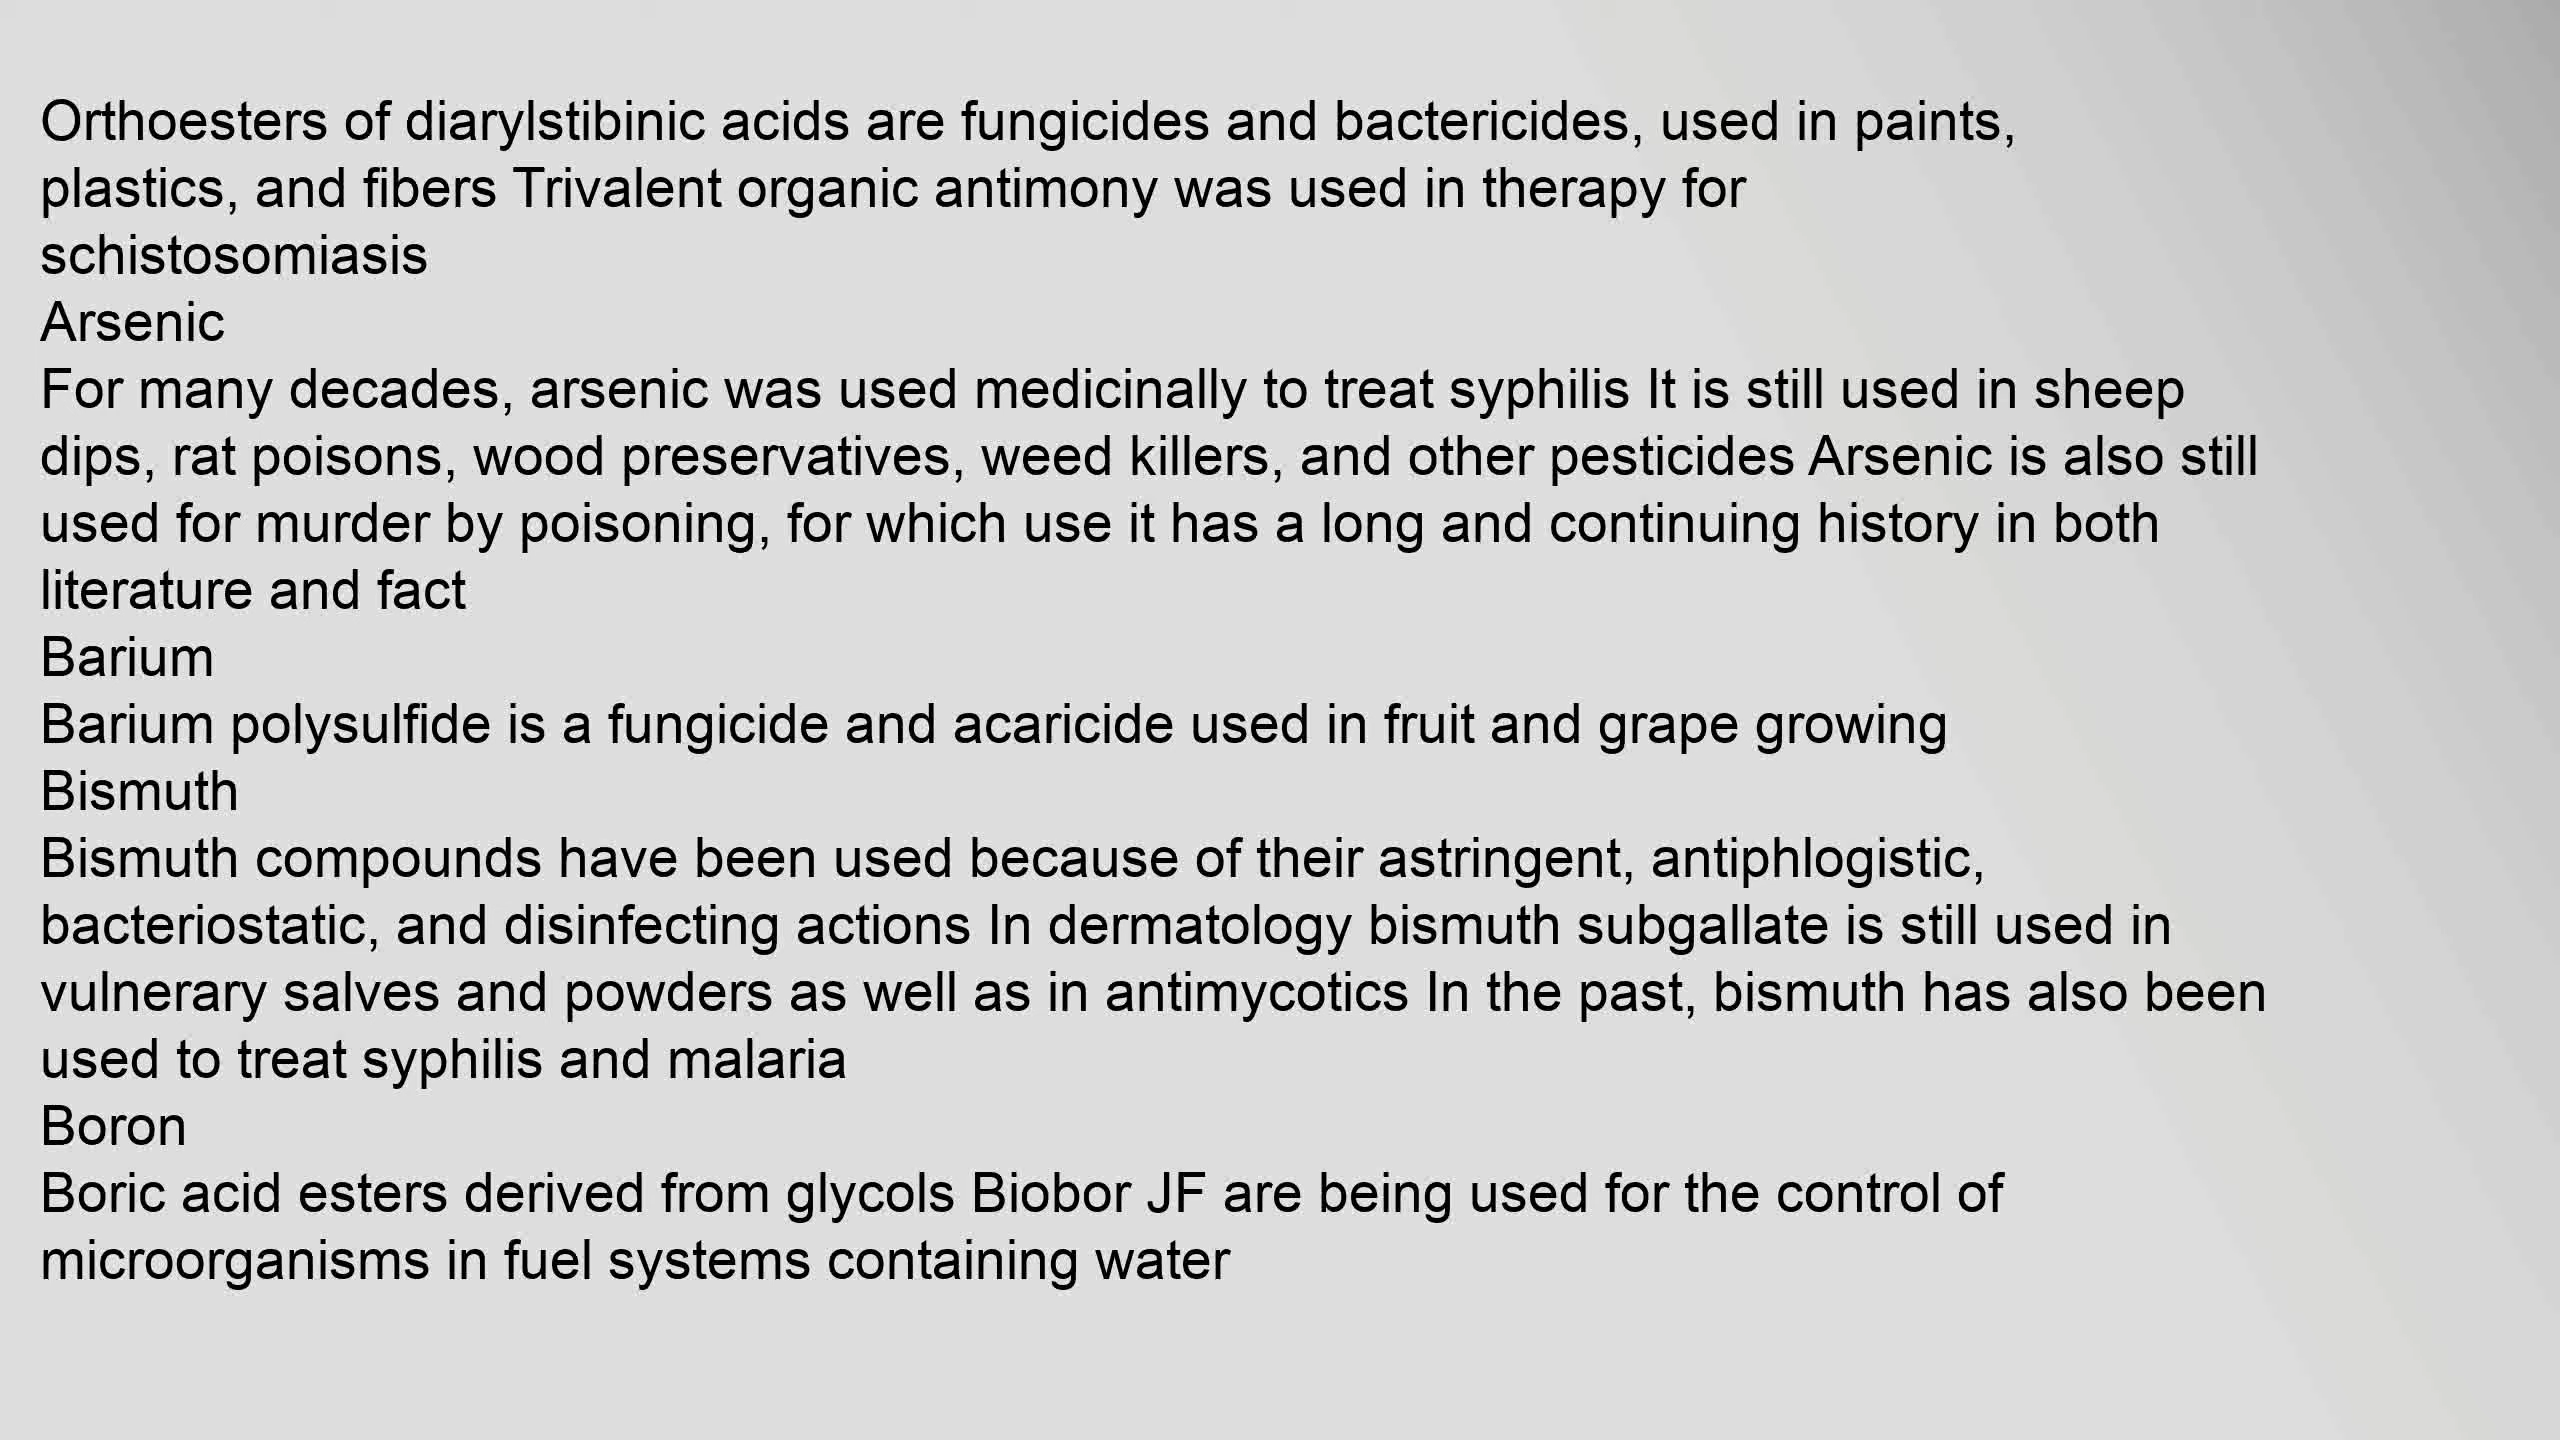 Orthoesters of diarylstibinic acids are fungicides and bactericides, used in paints,
plastics, and fibers Trivalent organic antimony was used in therapy for
schistosomiasis
Arsenic
For many decades, arsenic was used medicinally to treat syphilis It is still used in sheep
dips, rat poisons, wood preservatives, weed killers, and other pesticides Arsenic is also still
used for murder by poisoning, for which use it has a long and continuing history in both
literature and fact
Barium
Barium polysulfide is a fungicide and acaricide used in fruit and grape growing
Bismuth
Bismuth compounds have been used because of their astringent, antiphlogistic,
bacteriostatic, and disinfecting actions In dermatology bismuth subgallate is still used in
vulnerary salves and powders as well as in antimycotics In the past, bismuth has also been
used to treat syphilis and malaria
Boron
Boric acid esters derived from glycols Biobor JF are being used for the control of
microorganisms in fuel systems containing water